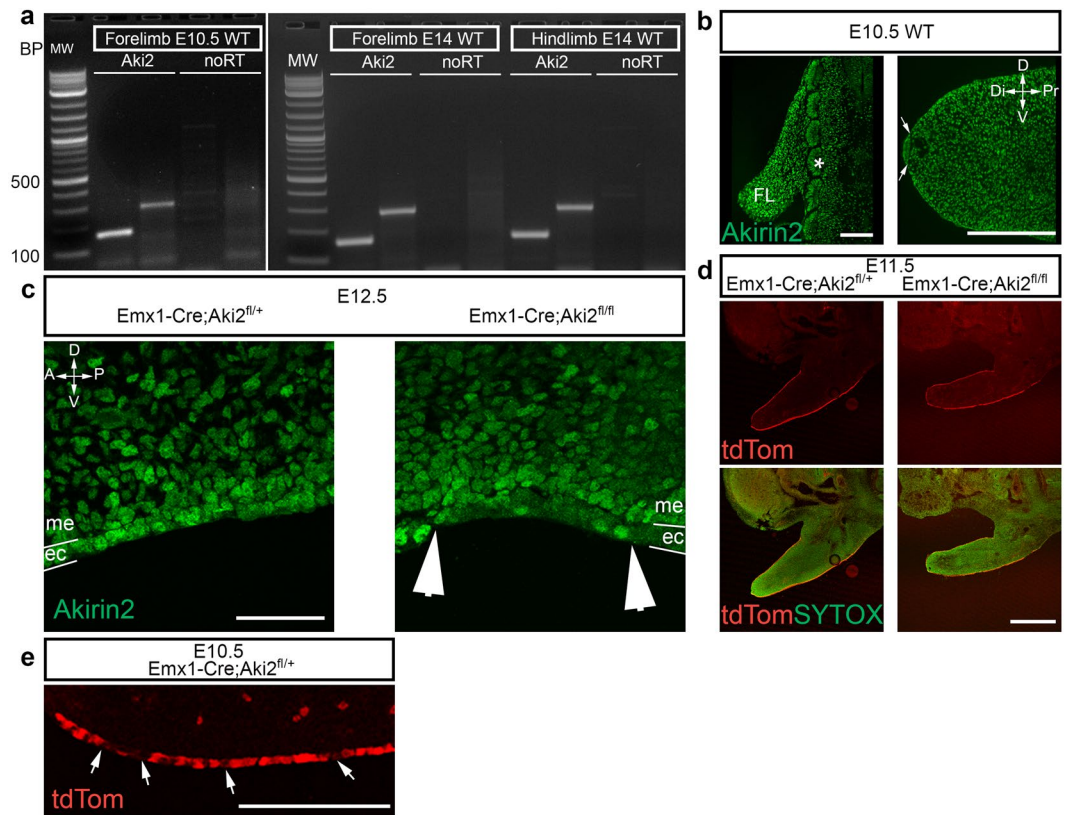 a
BP
MW
Forelimb E10.5 WT
Aki2 noRT
500
100
MW
Forelimb E14 WT Hindlimb E14 WT
Aki2 noRT Aki2 noRT
b
E10.5 WT
FL
*
Akirin2
D
Di Pr
V
c
E12.5
Emx1-Cre;Aki2fl/+ Emx1-Cre;Aki2fl/fl
D
A P
V
me
ec
Akirin2
me
ec
d
E11.5
Emx1-Cre;Aki2fl/+ Emx1-Cre;Aki2fl/fl
tdTom
tdTomSYTOX
e
E10.5
Emx1-Cre;Aki2fl/+
tdTom